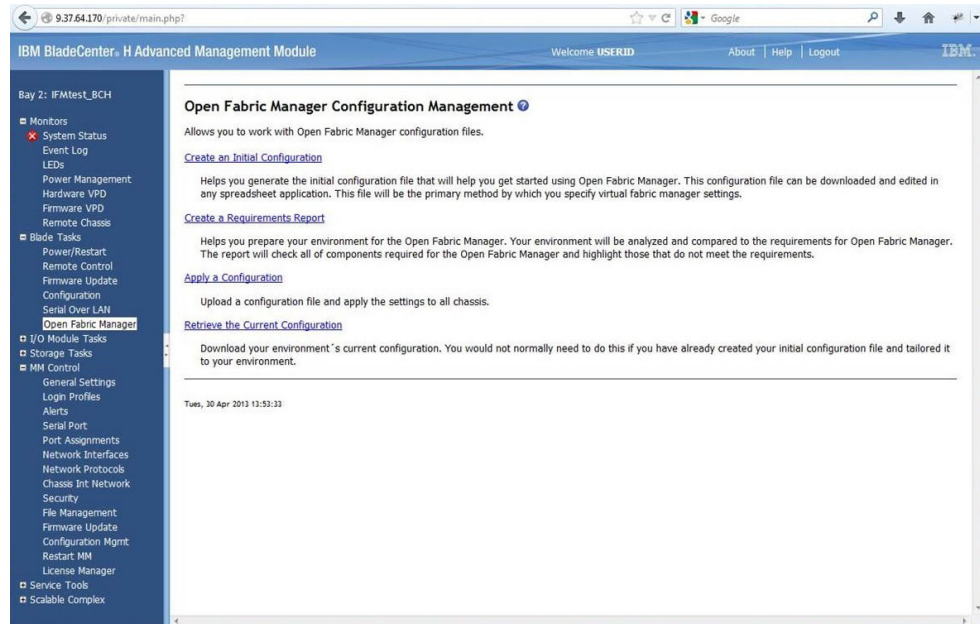 9.37.64.170/private/main.php?
Google
IBM BladeCenter® H Advanced Management Module
Welcome USERID
About | Help | Logout
IBM.
Bay 2: IFMtest_BCH
Monitors
System Status
Event Log
LEDs
Power Management
Hardware VPD
Firmware VPD
Remote Chassis
Blade Tasks
Power/Restart
Remote Control
Firmware Update
Configuration
Serial Over LAN
Open Fabric Manager
I/O Module Tasks
Storage Tasks
MM Control
General Settings
Login Profiles
Alerts
Serial Port
Port Assignments
Network Interfaces
Network Protocols
Chassis Int Network
Security
File Management
Firmware Update
Configuration Mgmt
Restart MM
License Manager
Service Tools
Scalable Complex
Open Fabric Manager Configuration Management
Allows you to work with Open Fabric Manager configuration files.
Create an Initial Configuration
Helps you generate the initial configuration file that will help you get started using Open Fabric Manager. This configuration file can be downloaded and edited in
any spreadsheet application. This file will be the primary method by which you specify virtual fabric manager settings.
Create a Requirements Report
Helps you prepare your environment for the Open Fabric Manager. Your environment will be analyzed and compared to the requirements for Open Fabric Manager.
The report will check all of components required for the Open Fabric Manager and highlight those that do not meet the requirements.
Apply a Configuration
Upload a configuration file and apply the settings to all chassis.
Retrieve the Current Configuration
Download your environment´s current configuration. You would not normally need to do this if you have already created your initial configuration file and tailored it
to your environment.
Tues, 30 Apr 2013 13:53:33